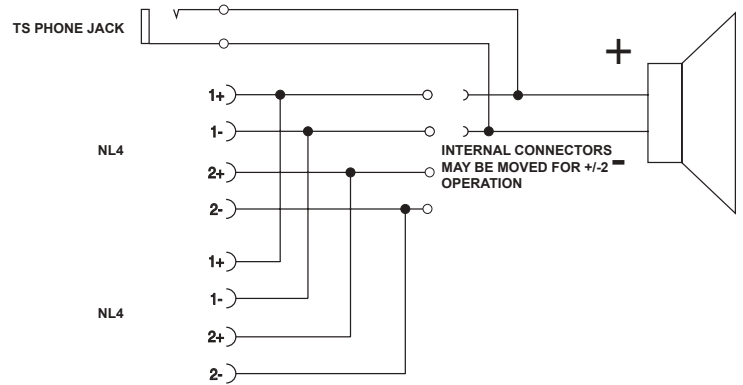 TS PHONE JACK
+
1+
1-
NL4
2+
2-
INTERNAL CONNECTORS
MAY BE MOVED FOR +/-2
OPERATION
-
1+
1-
NL4
2+
2-